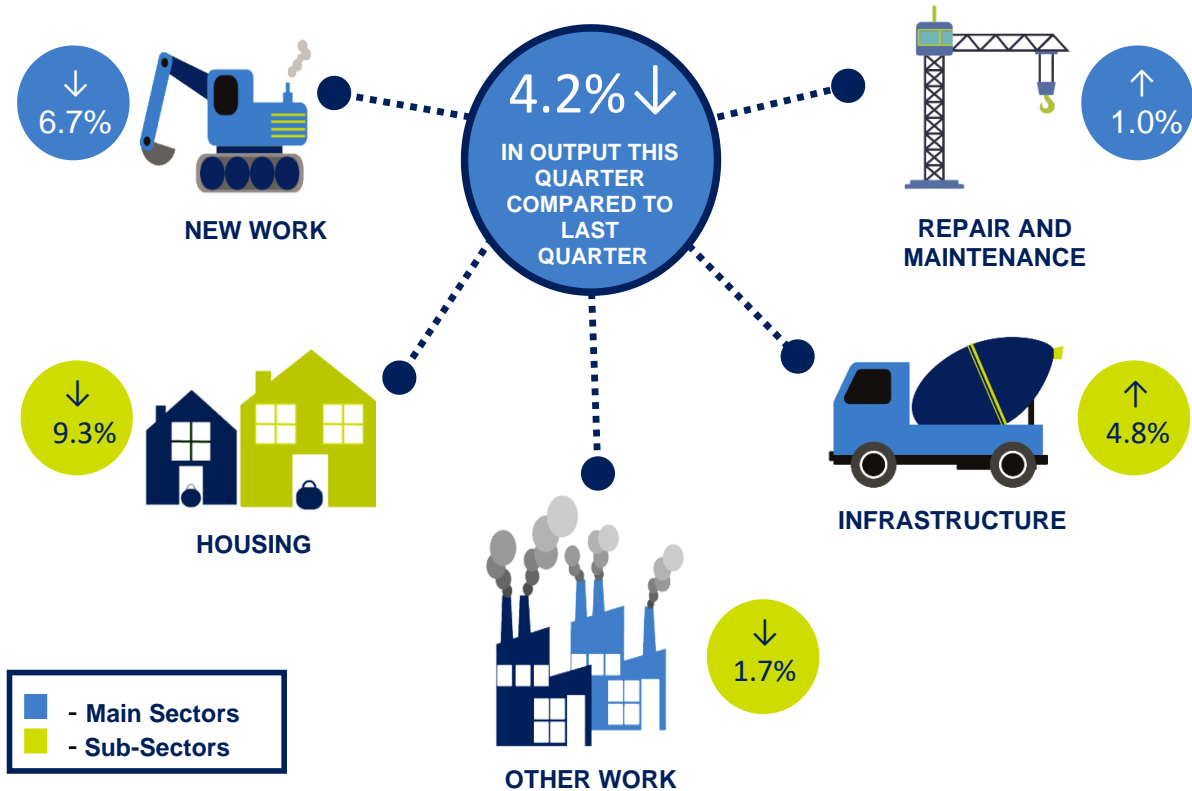 ↓
6.7%
NEW WORK
4.2% ↓
IN OUTPUT THIS
QUARTER
COMPARED TO
LAST
QUARTER
↑
1.0%
REPAIR AND
MAINTENANCE
↓
9.3%
HOUSING
↑
4.8%
INFRASTRUCTURE
↓
1.7%
OTHER WORK
- Main Sectors
- Sub-Sectors